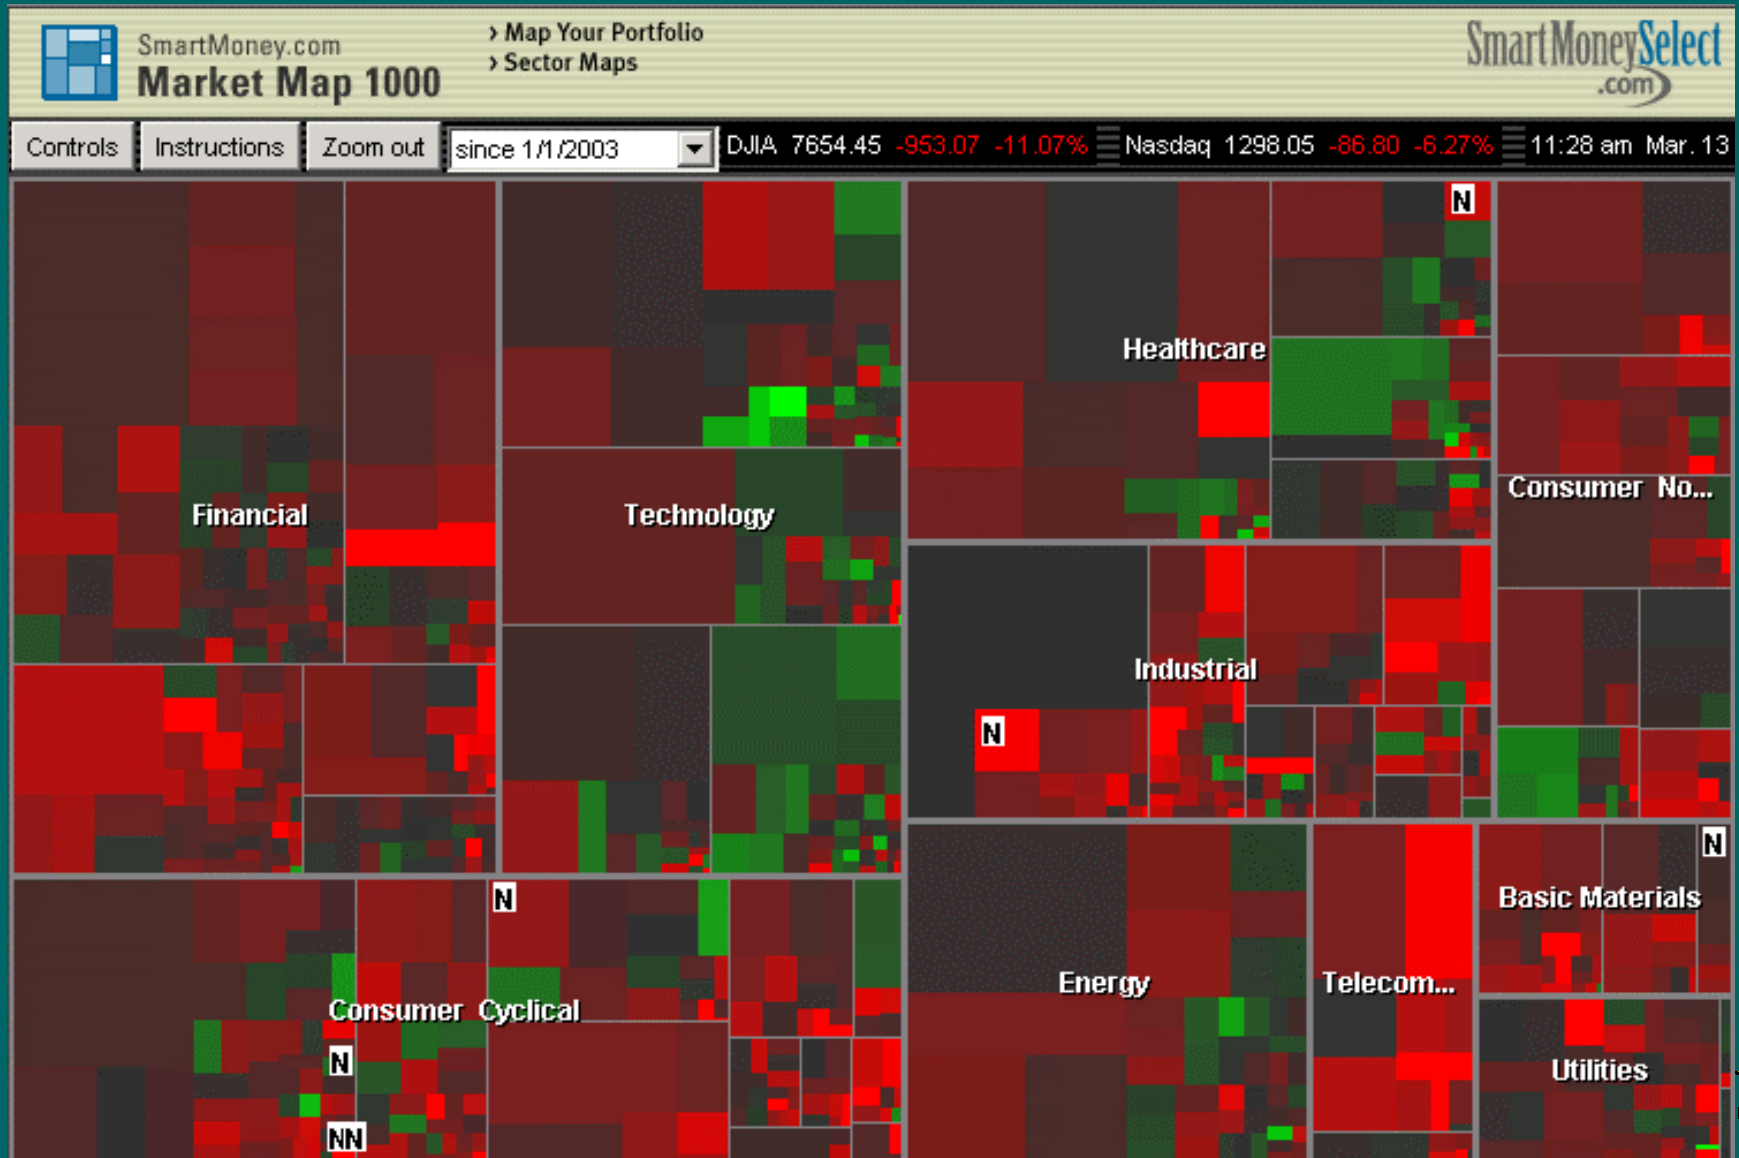 SmartMoney.com
Market Map 1000
› Map Your Portfolio
› Sector Maps
SmartMoneySelect
.com
Controls
Instructions
Zoom out
since 1/1/2003
DJIA 7654.45 -953.07 -11.07%
Nasdaq 1298.05 -86.80 -6.27%
11:28 am Mar. 13
N
Healthcare
Consumer No...
Financial
Technology
Industrial
N
N
Basic Materials
N
Energy
Telecom...
Consumer Cyclical
N
Utilities
NN